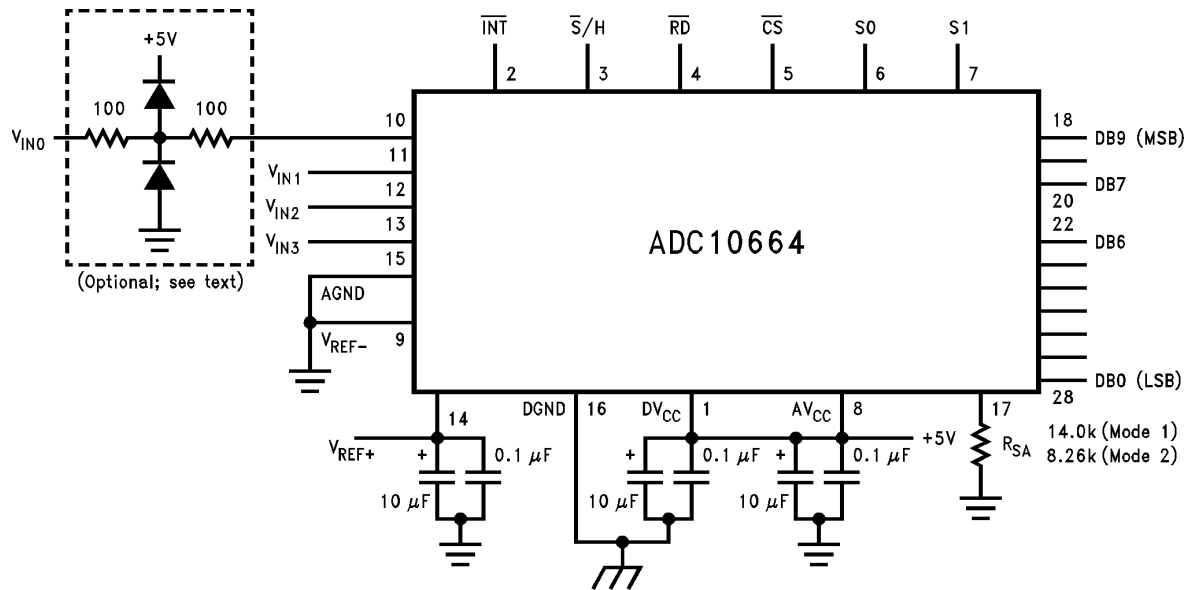 +5V
100
100
V_IN0
(Optional; see text)
INT
S/H
RD
CS
S0
S1
2
3
4
5
6
7
10
11
V_IN1
12
V_IN2
13
V_IN3
15
AGND
V_REF-
9
ADC10664
18
DB9 (MSB)
DB7
20
22
DB6
DB0 (LSB)
28
14
DGND
16
DV_CC
1
AV_CC
8
17
V_REF+
+
0.1 μF
10 μF
+
0.1 μF
10 μF
+
0.1 μF
10 μF
+5V
R_SA
14.0k (Mode 1)
8.26k (Mode 2)